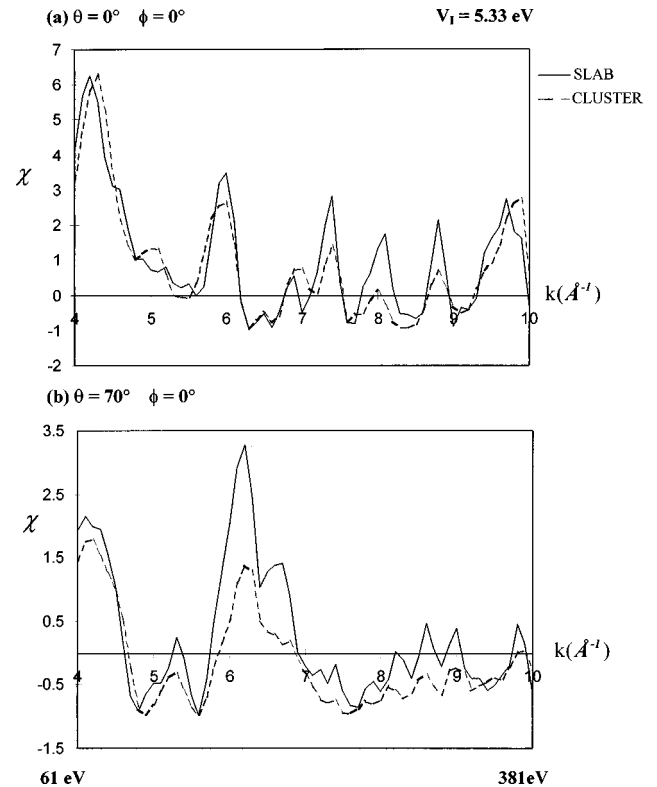 (a) θ = 0° ϕ = 0° V_I = 5.33 eV
7
6
5
4
3
2
1
0
-1
-2
χ
SLAB
CLUSTER
5 6 7 8 9 10
k(Å⁻¹)
4
(b) θ = 70° ϕ = 0°
3.5
2.5
1.5
0.5
-0.5
-1.5
χ
k(Å⁻¹)
4 5 6 7 8 9 10
61 eV 381eV